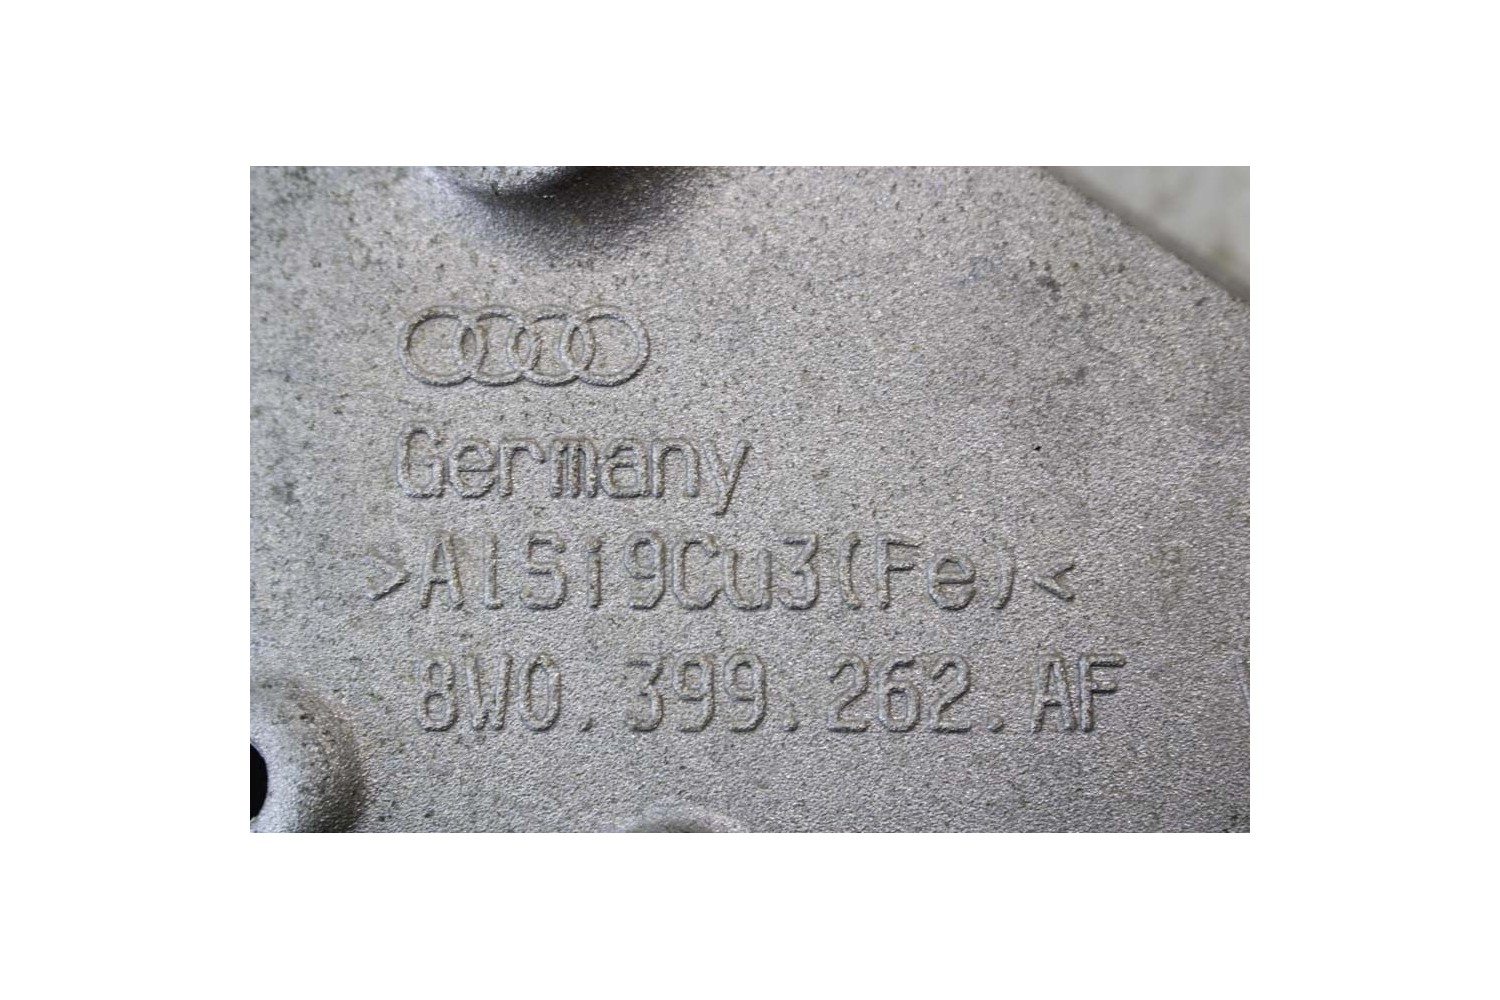 Germany
>AlSi9Cu3(Fe)<
8W0.399.262.AF